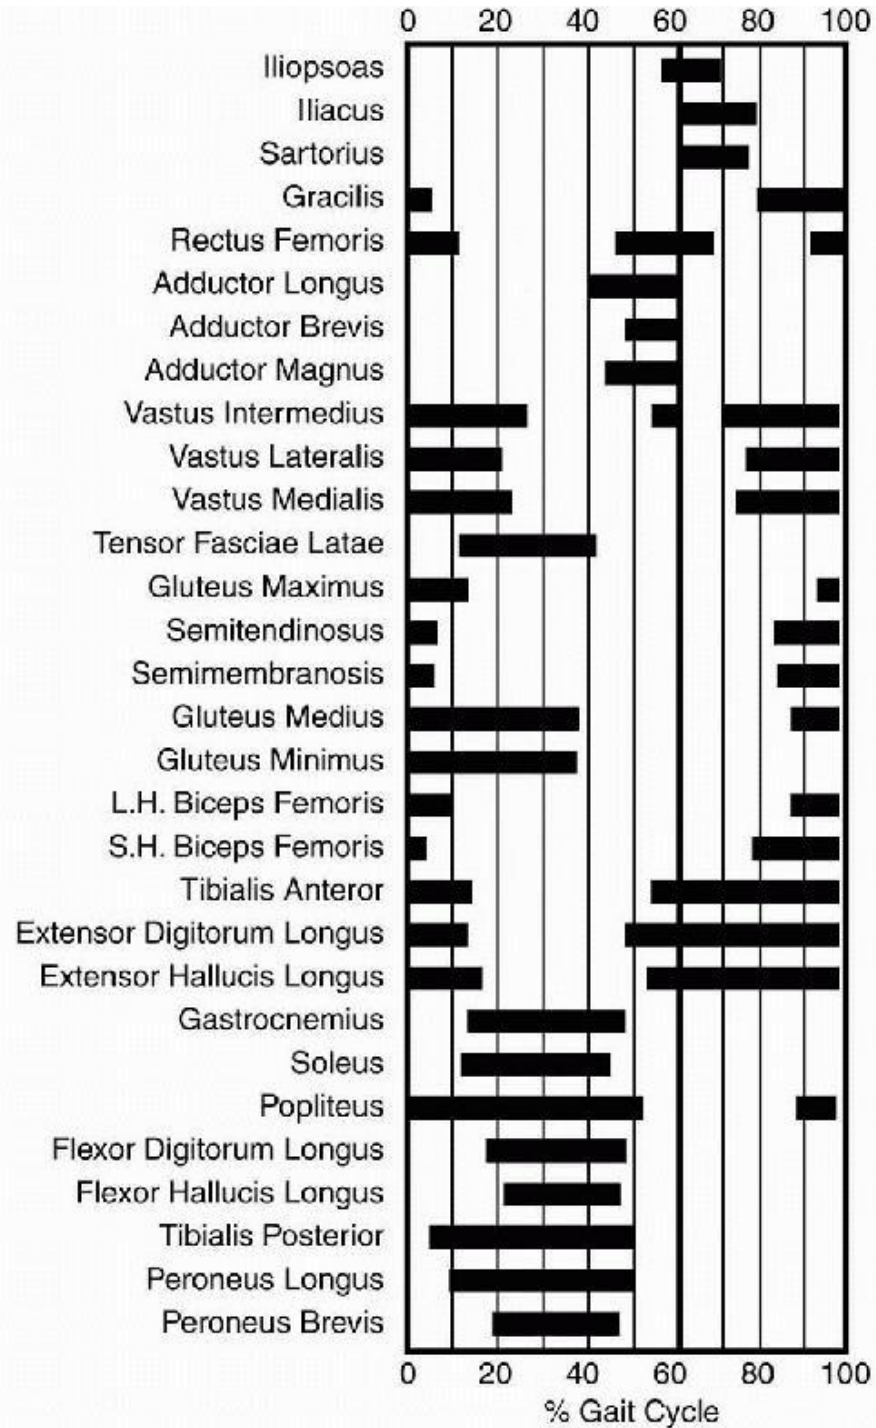 0 20 40 60 80 100
Iliopsoas
Iliacus
Sartorius
Gracilis
Rectus Femoris
Adductor Longus
Adductor Brevis
Adductor Magnus
Vastus Intermedius
Vastus Lateralis
Vastus Medialis
Tensor Fasciae Latae
Gluteus Maximus
Semitendinosus
Semimembranosis
Gluteus Medius
Gluteus Minimus
L.H. Biceps Femoris
S.H. Biceps Femoris
Tibialis Anteror
Extensor Digitorum Longus
Extensor Hallucis Longus
Gastrocnemius
Soleus
Popliteus
Flexor Digitorum Longus
Flexor Hallucis Longus
Tibialis Posterior
Peroneus Longus
Peroneus Brevis
0 20 40 60 80 100
% Gait Cycle